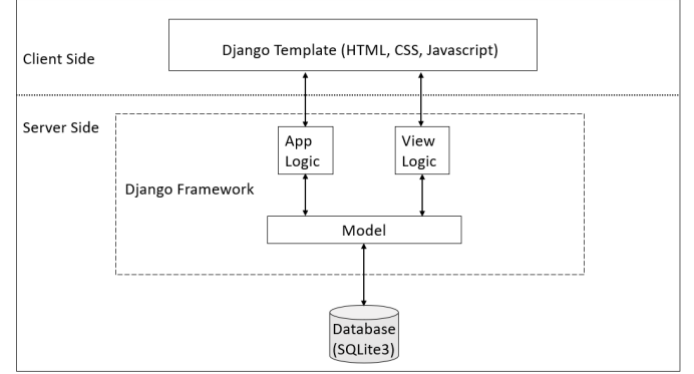 Django Template (HTML, CSS, Javascript)
Client Side
Server Side
App
Logic
View
Logic
Django Framework
Model
Database
(SQLite3)